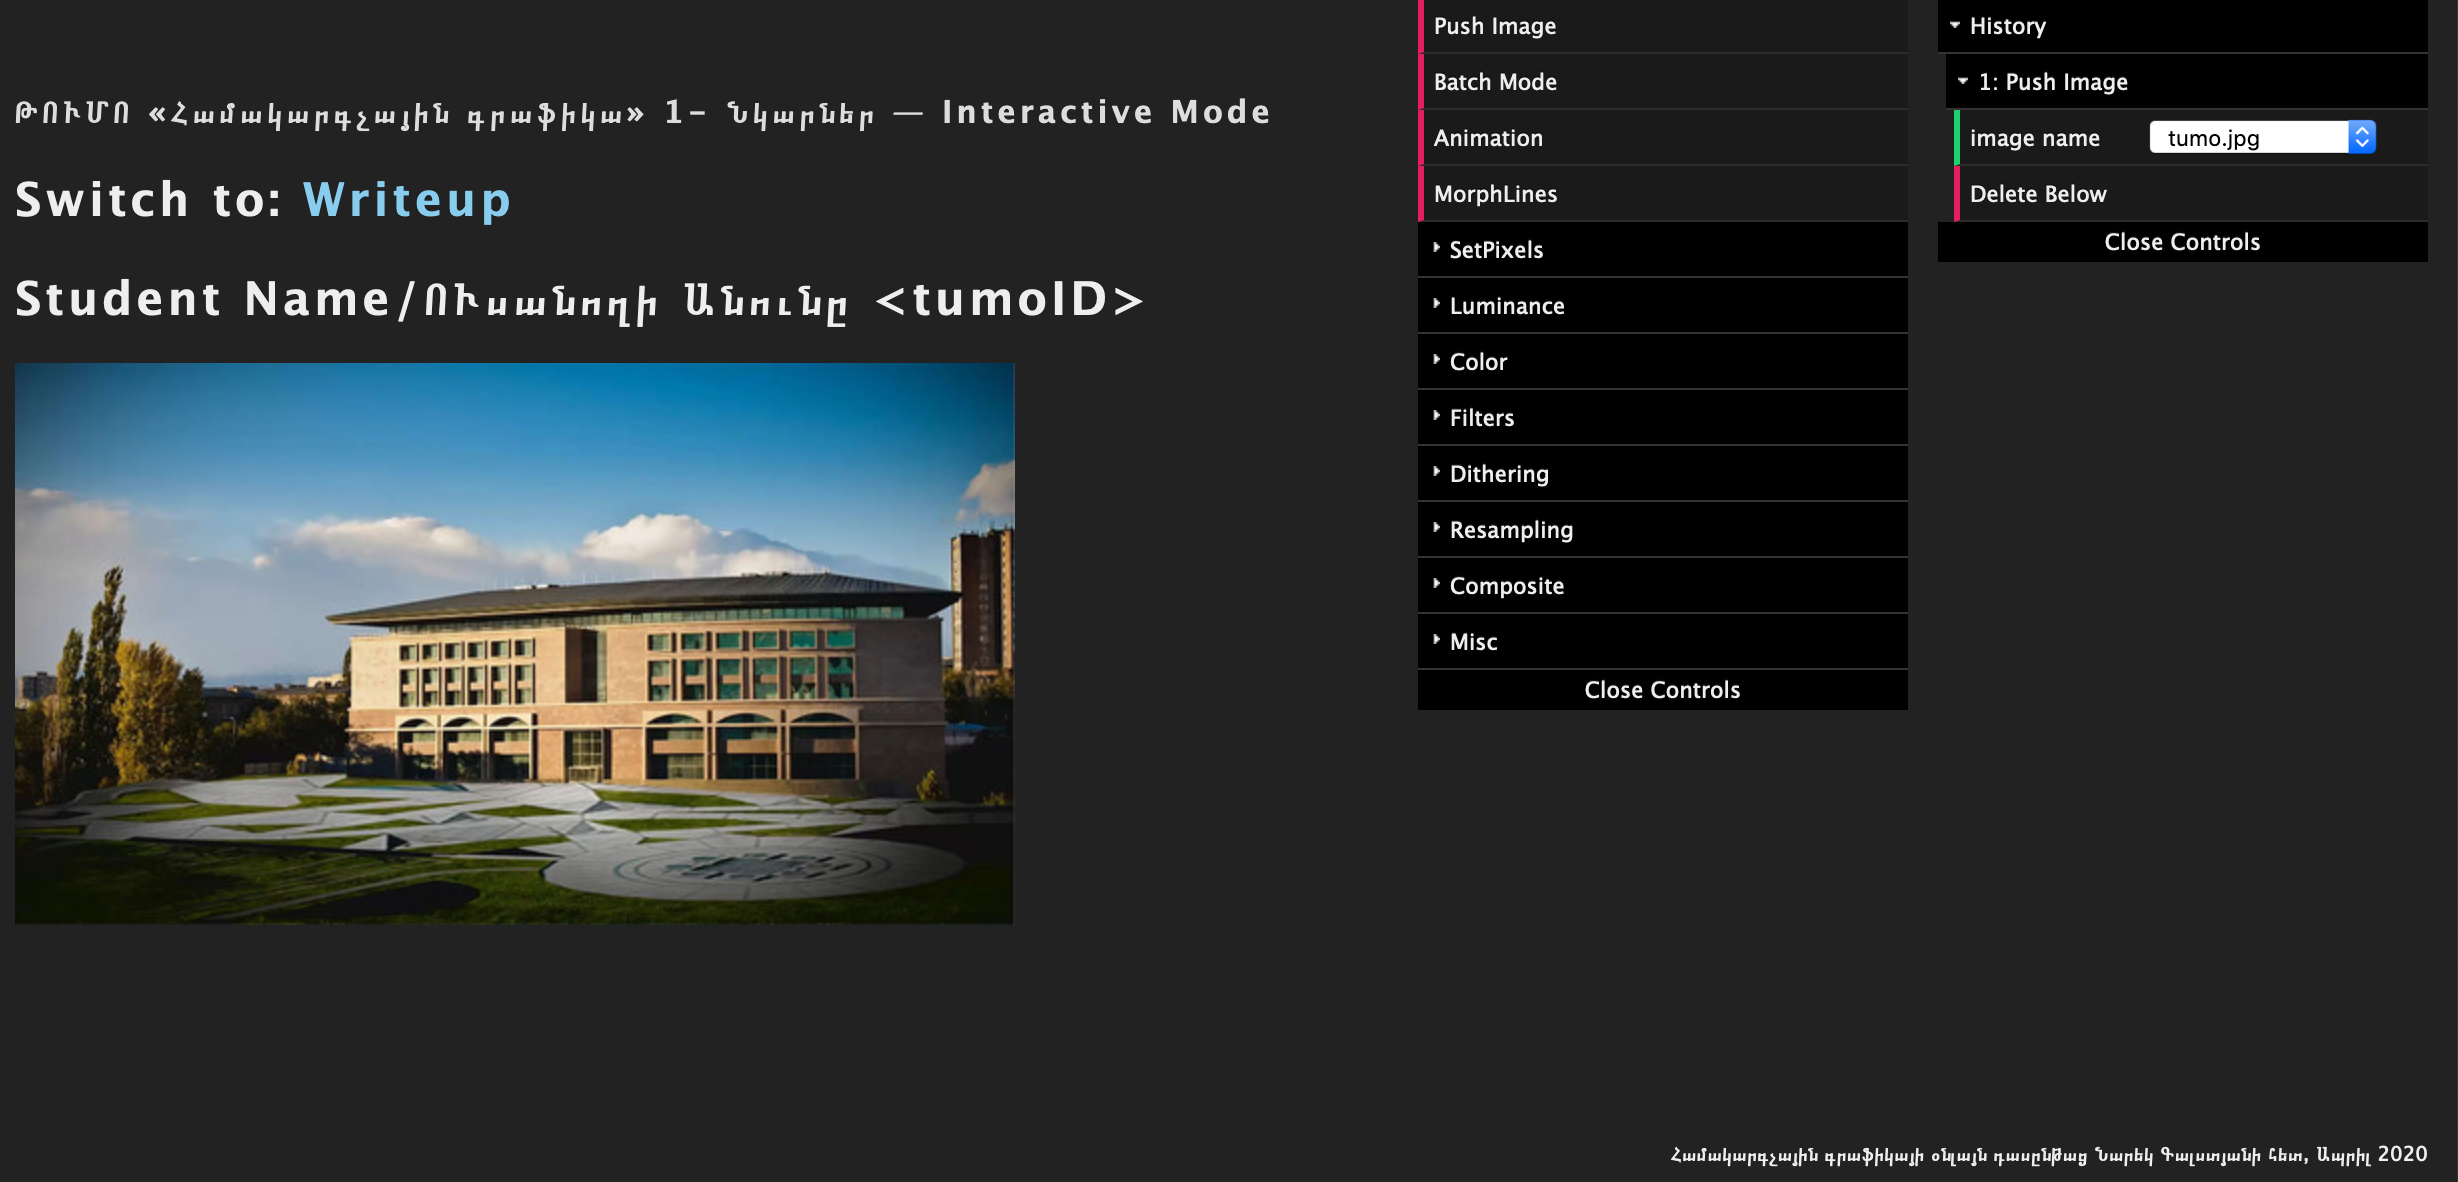 ԹՈՒՄՈ «Համակարգչային գրաֆիկա» 1- Նկարներ — Interactive Mode
Switch to: Writeup
Student Name/ՈՒսանողի Անունը <tumoID>
Push Image
Batch Mode
Animation
MorphLines
SetPixels
Luminance
Color
Filters
Dithering
Resampling
Composite
Misc
Close Controls
History
1: Push Image
image name tumo.jpg
Delete Below
Close Controls
Համակարգչային գրաֆիկայի օնլայն դասընթաց Նարեկ Գալստյանի հետ, Ապրիլ 2020